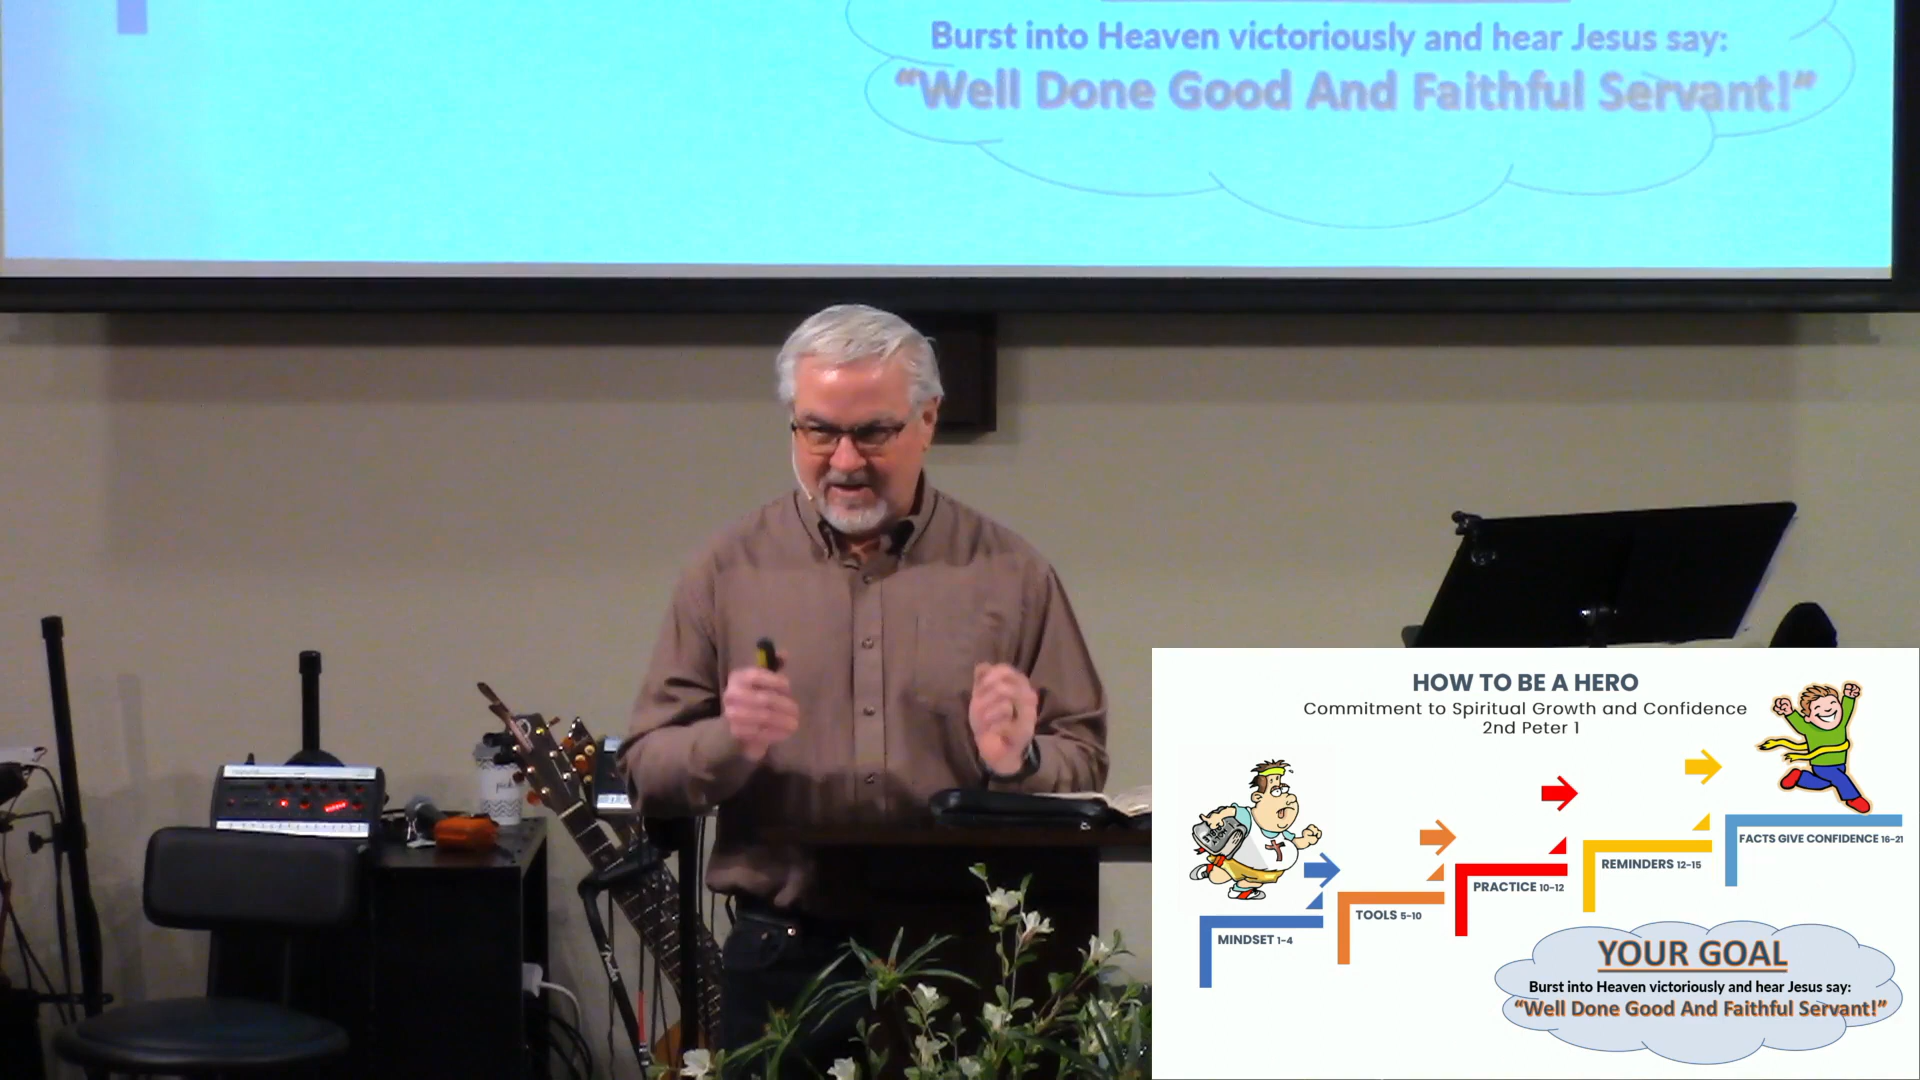 Burst into Heaven victoriously and hear Jesus say:
“Well Done Good And Faithful Servant!”
HOW TO BE A HERO
Commitment to Spiritual Growth and Confidence
2nd Peter 1
FACTS GIVE CONFIDENCE 16-21
REMINDERS 12-15
PRACTICE 10-12
TOOLS 5-10
MINDSET 1-4
YOUR GOAL
Burst into Heaven victoriously and hear Jesus say:
“Well Done Good And Faithful Servant!”